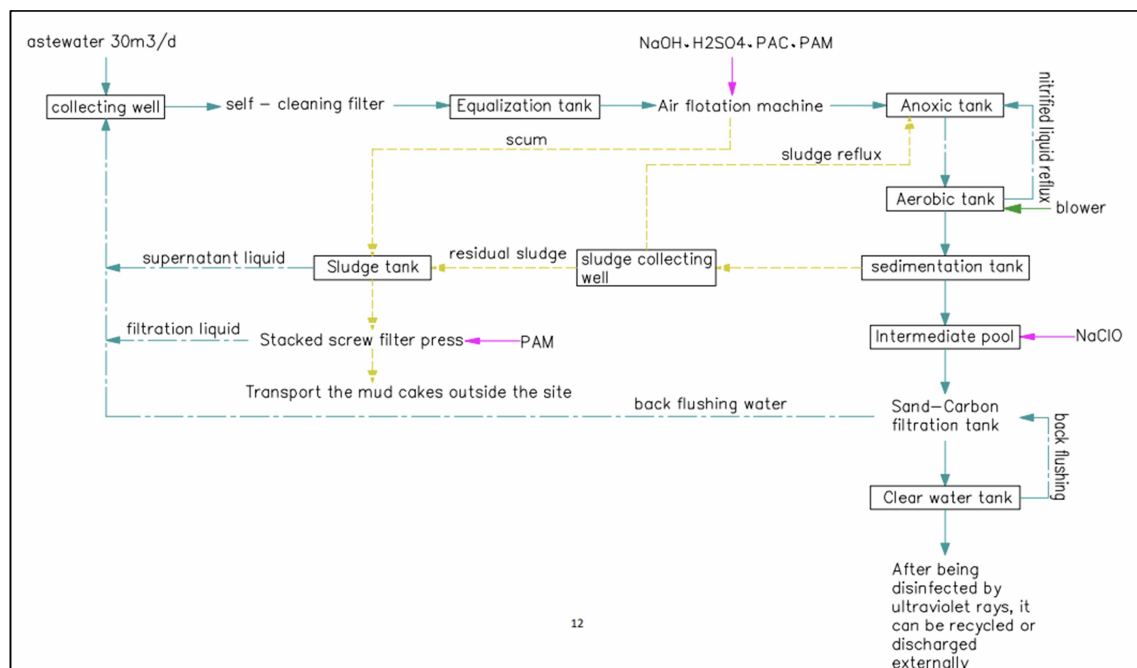 astewater 30m3/d
NaOH、H2SO4、PAC、PAM
collecting well
self - cleaning filter
Equalization tank
Air flotation machine
Anoxic tank
nitrified liquid reflux
scum
sludge reflux
Aerobic tank
blower
supernatant liquid
Sludge tank
residual sludge
sludge collecting
well
sedimentation tank
filtration liquid
Stacked screw filter press
PAM
Intermediate pool
NaClO
Transport the mud cakes outside the site
back flushing water
Sand-Carbon
filtration tank
back flushing
Clear water tank
After being
disinfected by
ultraviolet rays, it
can be recycled or
discharged
externally
12